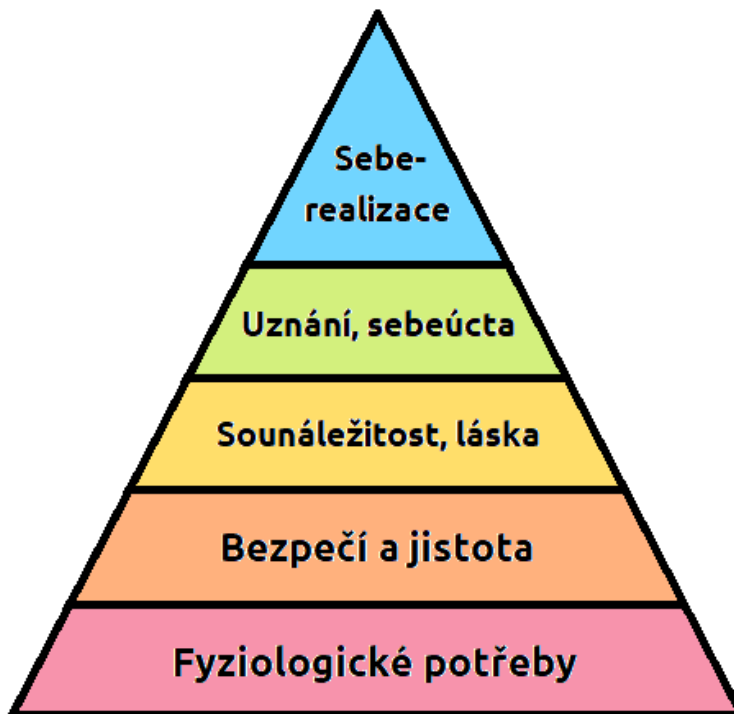 Sebe-
realizace
Uznání, sebeúcta
Sounáležitost, láska
Bezpečí a jistota
Fyziologické potřeby